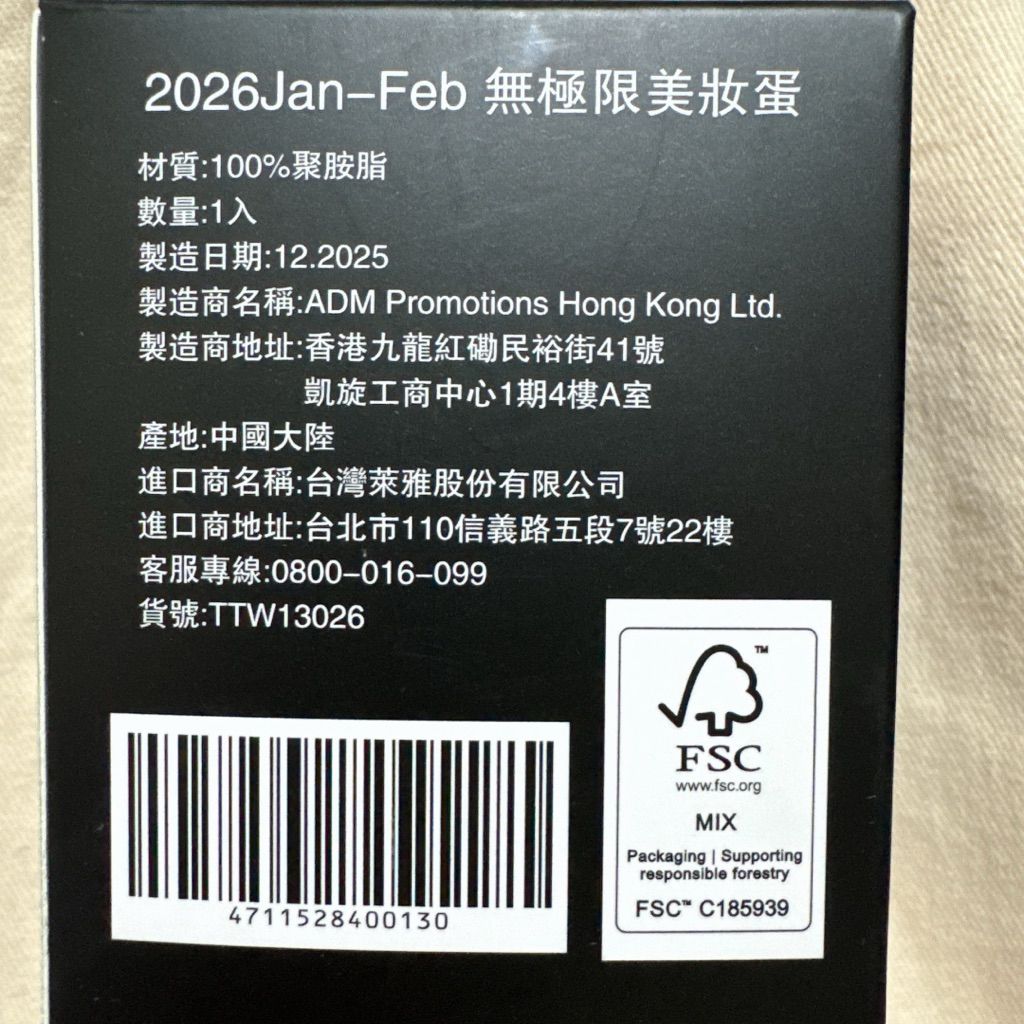 2026Jan–Feb 無極限美妝蛋
材質:100%聚胺脂
數量:1入
製造日期:12.2025
製造商名稱:ADM Promotions Hong Kong Ltd.
製造商地址:香港九龍紅磡民裕街41號
凱旋工商中心1期4樓A室
產地:中國大陸
進口商名稱:台灣萊雅股份有限公司
進口商地址:台北市110信義路五段7號22樓
客服專線:0800–016–099
貨號:TTW13026
4711528400130
TM
FSC
www.fsc.org
MIX
Packaging | Supporting
responsible forestry
FSC™ C185939